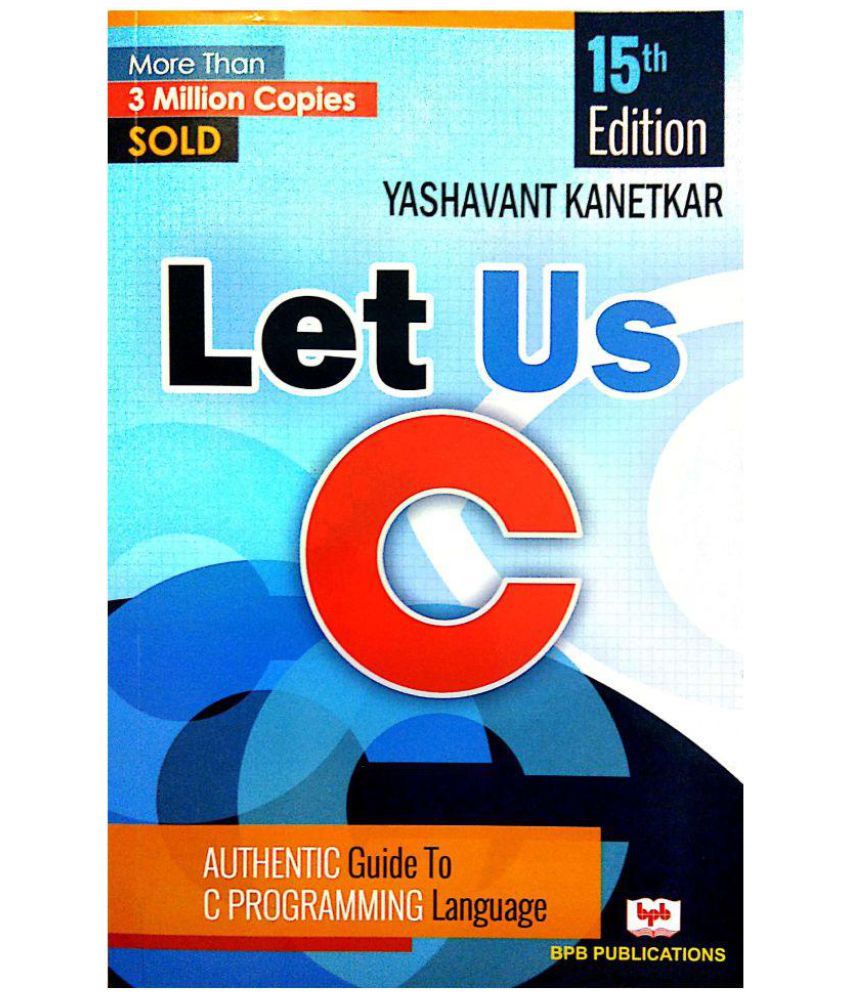 More Than
3 Million Copies
SOLD
15th
Edition
YASHAVANT KANETKAR
Let Us
C
AUTHENTIC Guide To
C PROGRAMMING Language
bpb
BPB PUBLICATIONS